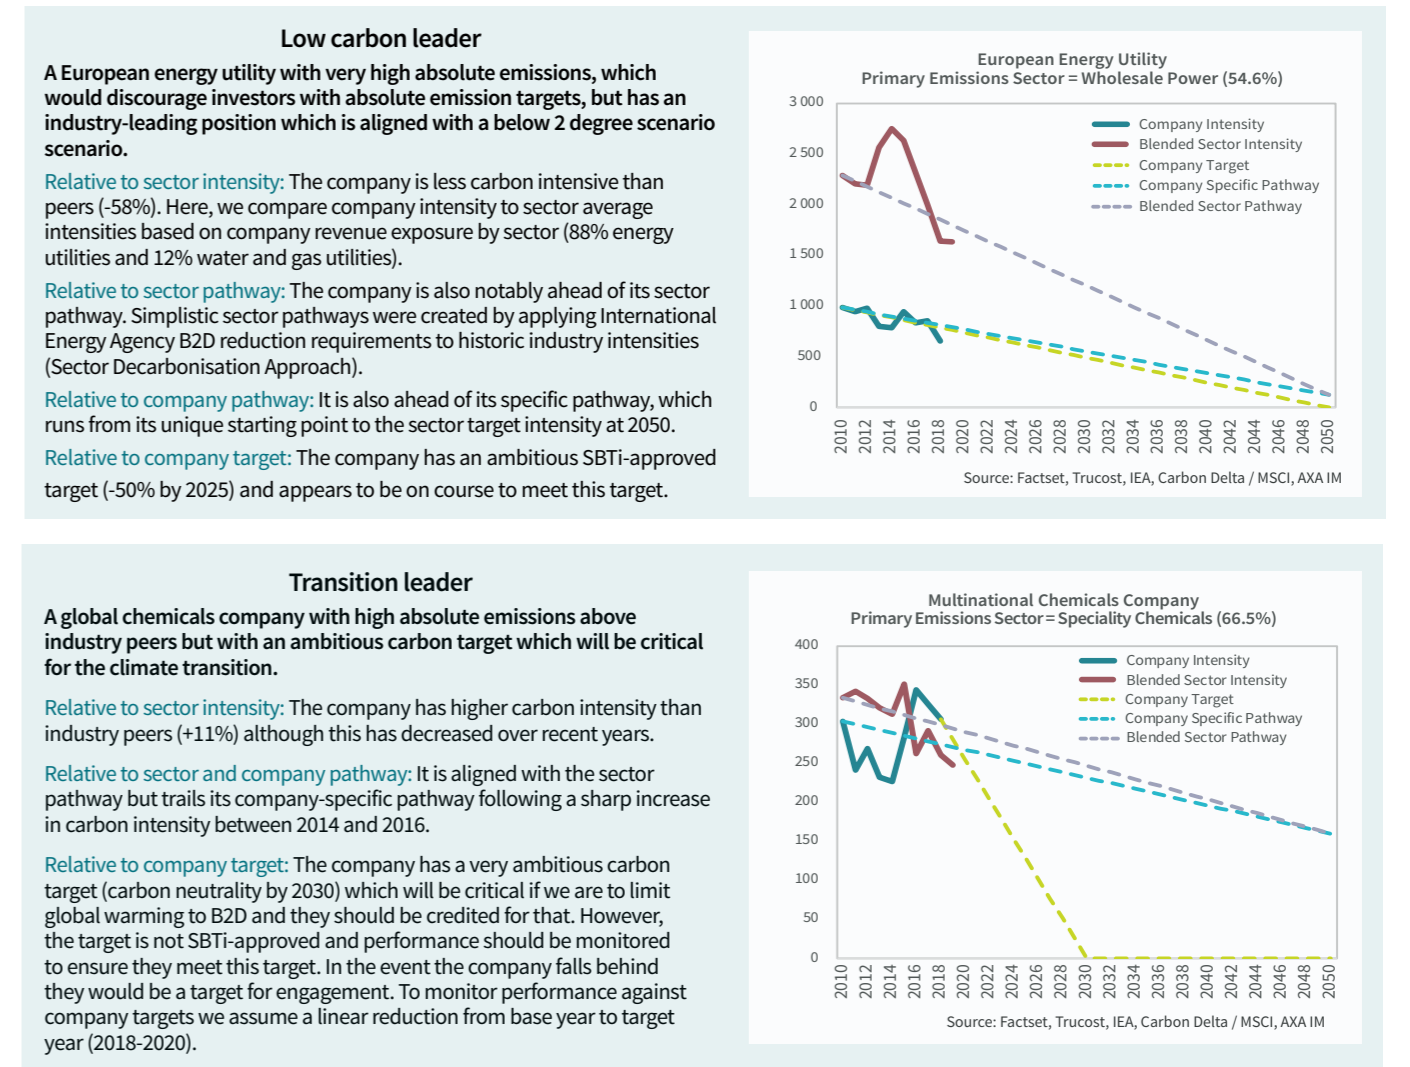 Low carbon leader
A European energy utility with very high absolute emissions, which
would discourage investors with absolute emission targets, but has an
industry-leading position which is aligned with a below 2 degree scenario
scenario.
Relative to sector intensity: The company is less carbon intensive than
peers (-58%). Here, we compare company intensity to sector average
intensities based on company revenue exposure by sector (88% energy
utilities and 12% water and gas utilities).
Relative to sector pathway: The company is also notably ahead of its sector
pathway. Simplistic sector pathways were created by applying International
Energy Agency B2D reduction requirements to historic industry intensities
(Sector Decarbonisation Approach).
Relative to company pathway: It is also ahead of its specific pathway, which
runs from its unique starting point to the sector target intensity at 2050.
Relative to company target: The company has an ambitious SBTi-approved
target (-50% by 2025) and appears to be on course to meet this target.
European Energy Utility
Primary Emissions Sector = Wholesale Power (54.6%)
3 000
2 500
2 000
1 500
1 000
500
0
Company Intensity
Blended Sector Intensity
Company Target
Company Specific Pathway
Blended Sector Pathway
2010 2012 2014 2016 2018 2020 2022 2024 2026 2028 2030 2032 2034 2036 2038 2040 2042 2044 2046 2048 2050
Source: Factset, Trucost, IEA, Carbon Delta / MSCI, AXA IM
Transition leader
A global chemicals company with high absolute emissions above
industry peers but with an ambitious carbon target which will be critical
for the climate transition.
Relative to sector intensity: The company has higher carbon intensity than
industry peers (+11%) although this has decreased over recent years.
Relative to sector and company pathway: It is aligned with the sector
pathway but trails its company-specific pathway following a sharp increase
in carbon intensity between 2014 and 2016.
Relative to company target: The company has a very ambitious carbon
target (carbon neutrality by 2030) which will be critical if we are to limit
global warming to B2D and they should be credited for that. However,
the target is not SBTi-approved and performance should be monitored
to ensure they meet this target. In the event the company falls behind
they would be a target for engagement. To monitor performance against
company targets we assume a linear reduction from base year to target
year (2018-2020).
Multinational Chemicals Company
Primary Emissions Sector = Speciality Chemicals (66.5%)
400
350
300
250
200
150
100
50
0
Company Intensity
Blended Sector Intensity
Company Target
Company Specific Pathway
Blended Sector Pathway
2010 2012 2014 2016 2018 2020 2022 2024 2026 2028 2030 2032 2034 2036 2038 2040 2042 2044 2046 2048 2050
Source: Factset, Trucost, IEA, Carbon Delta / MSCI, AXA IM